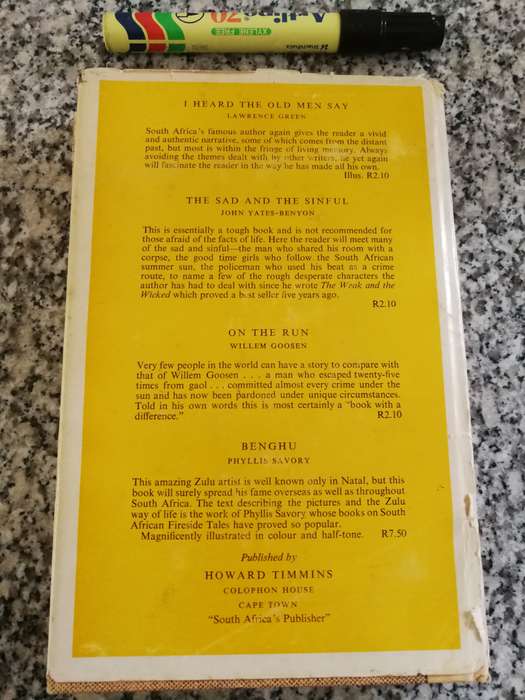 Artline 70
XYLENE FREE
I HEARD THE OLD MEN SAY
LAWRENCE GREEN
South Africa's famous author again gives the reader a vivid
and authentic narrative, some of which comes from the distant
past, but most is within the fringe of living memory. Always
avoiding the themes dealt with by other writers, he yet again
will fascinate the reader in the way he has made all his own.
Illus. R2.10
THE SAD AND THE SINFUL
JOHN YATES-BENYON
This is essentially a tough book and is not recommended for
those afraid of the facts of life. Here the reader will meet many
of the sad and sinful—the man who shared his room with a
corpse, the good time girls who follow the South African
summer sun, the policeman who used his beat as a crime
route, to name a few of the rough desperate characters the
author has had to deal with since he wrote The Weak and the
Wicked which proved a best seller five years ago.
R2.10
ON THE RUN
WILLEM GOOSEN
Very few people in the world can have a story to compare with
that of Willem Goosen . . . a man who escaped twenty-five
times from gaol . . . committed almost every crime under the
sun and has now been pardoned under unique circumstances.
Told in his own words this is most certainly a "book with a
difference." R2.10
BENGHU
PHYLLIS SAVORY
This amazing Zulu artist is well known only in Natal, but this
book will surely spread his fame overseas as well as throughout
South Africa. The text describing the pictures and the Zulu
way of life is the work of Phyllis Savory whose books on South
African Fireside Tales have proved so popular.
Magnificently illustrated in colour and half-tone. R7.50
Published by
HOWARD TIMMINS
COLOPHON HOUSE
CAPE TOWN
"South Africa's Publisher"